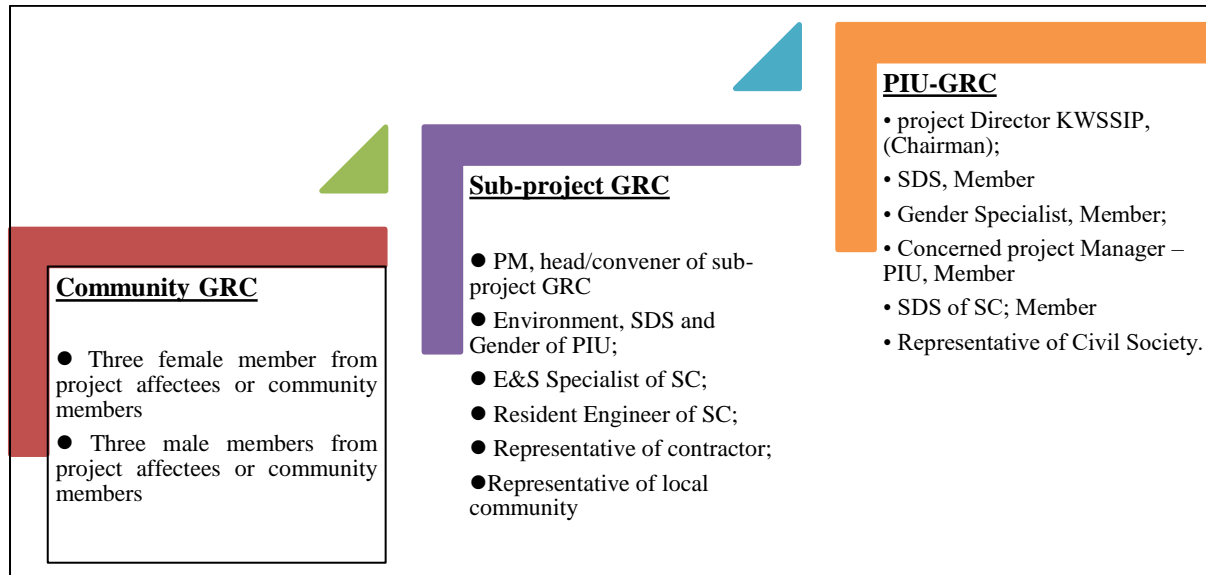 Community GRC
● Three female member from
project affectees or community
members
● Three male members from
project affectees or community
members
Sub-project GRC
● PM, head/convener of sub-
project GRC
● Environment, SDS and
Gender of PIU;
● E&S Specialist of SC;
● Resident Engineer of SC;
● Representative of contractor;
●Representative of local
community
PIU-GRC
• project Director KWSSIP,
(Chairman);
• SDS, Member
• Gender Specialist, Member;
• Concerned project Manager –
PIU, Member
• SDS of SC; Member
• Representative of Civil Society.